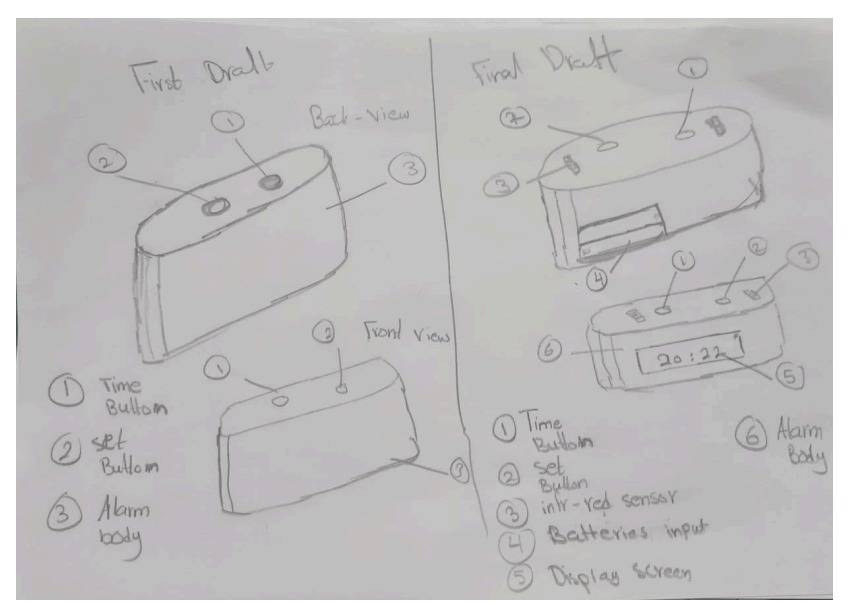 First Draft
Back-view
1
2
3
2 Front view
1
3
1 Time
Buttom
2 set
Buttom
3 Alarm
body
Final Draft
1
2
3
4
1
2
3
6
20:22
5
1 Time
Buttom
2 set
Button
3 infr-red sensor
4 Batteries input
5 Display screen
6 Alarm
Body